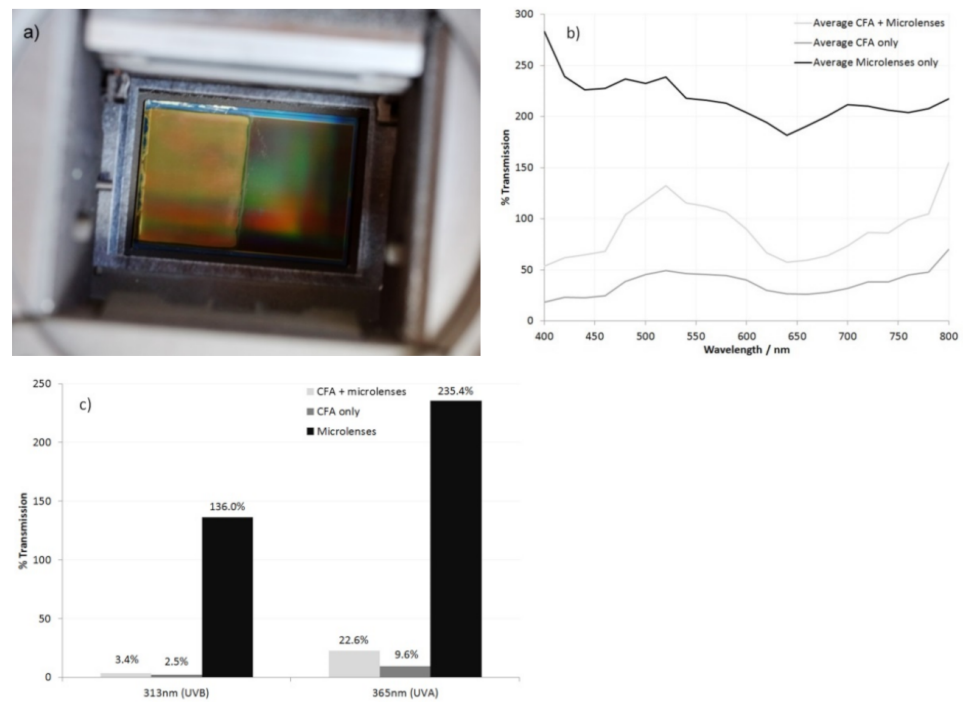 a)
b)
Average CFA + Microlenses
Average CFA only
Average Microlenses only
% Transmission
300
250
200
150
100
50
0
400 450 500 550 600 650 700 750 800
Wavelength / nm
c)
CFA + microlenses
CFA only
Microlenses
% Transmission
250
200
150
100
50
0
3.4% 2.5% 136.0%
22.6% 9.6% 235.4%
313nm (UVB) 365nm (UVA)